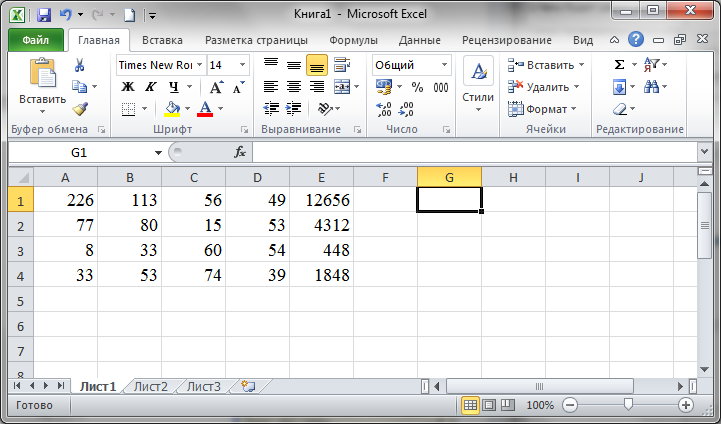 Книга1 - Microsoft Excel
Файл Главная Вставка Разметка страницы Формулы Данные Рецензирование Вид
Times New Ro 14 Общий Вставить Σ
Вставить Ж К Ч % 000 Стили Удалить
A Формат
Буфер обмена Шрифт Выравнивание Число Ячейки Редактирование
G1 fx
A B C D E F G H I J
1 226 113 56 49 12656
2 77 80 15 53 4312
3 8 33 60 54 448
4 33 53 74 39 1848
5
6
7
8
Лист1 Лист2 Лист3
Готово 100%